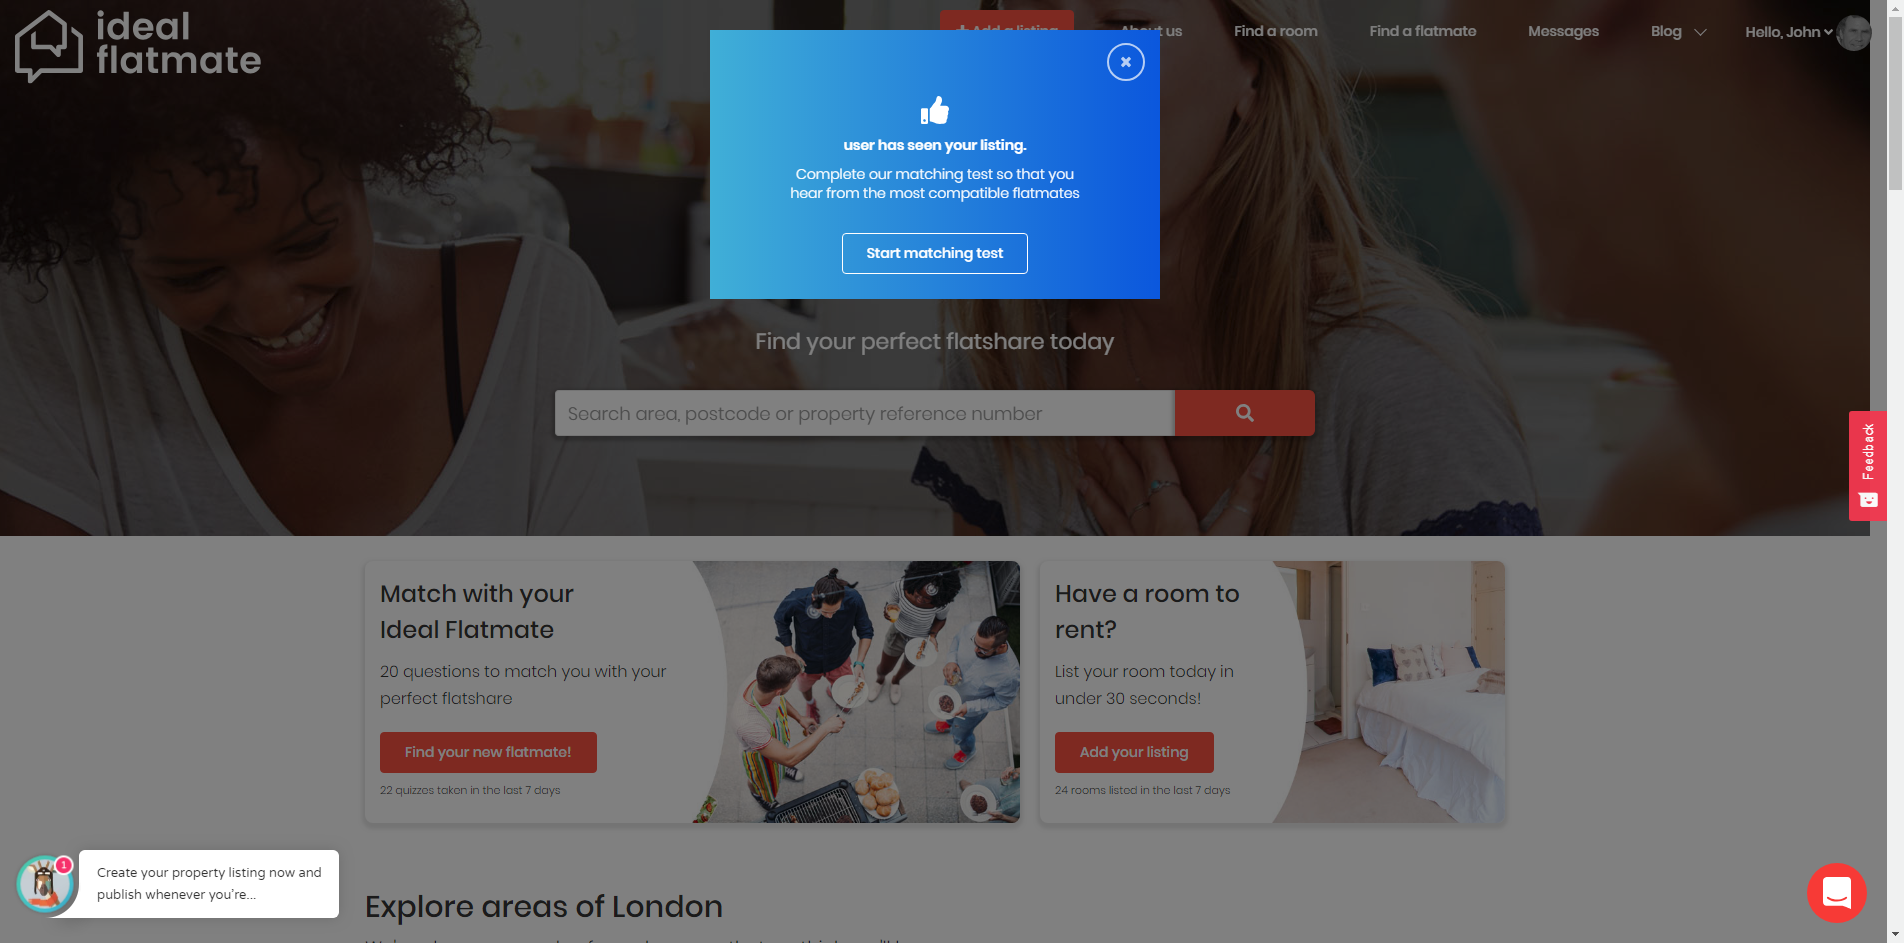 ideal
flatmate
Add a listing
About us
Find a room
Find a flatmate
Messages
Blog
Hello, John
user has seen your listing.
Complete our matching test so that you
hear from the most compatible flatmates
Start matching test
Find your perfect flatshare today
Search area, postcode or property reference number
Feedback
Match with your
Ideal Flatmate
20 questions to match you with your
perfect flatshare
Find your new flatmate!
22 quizzes taken in the last 7 days
Have a room to
rent?
List your room today in
under 30 seconds!
Add your listing
24 rooms listed in the last 7 days
1
Create your property listing now and
publish whenever you're...
Explore areas of London